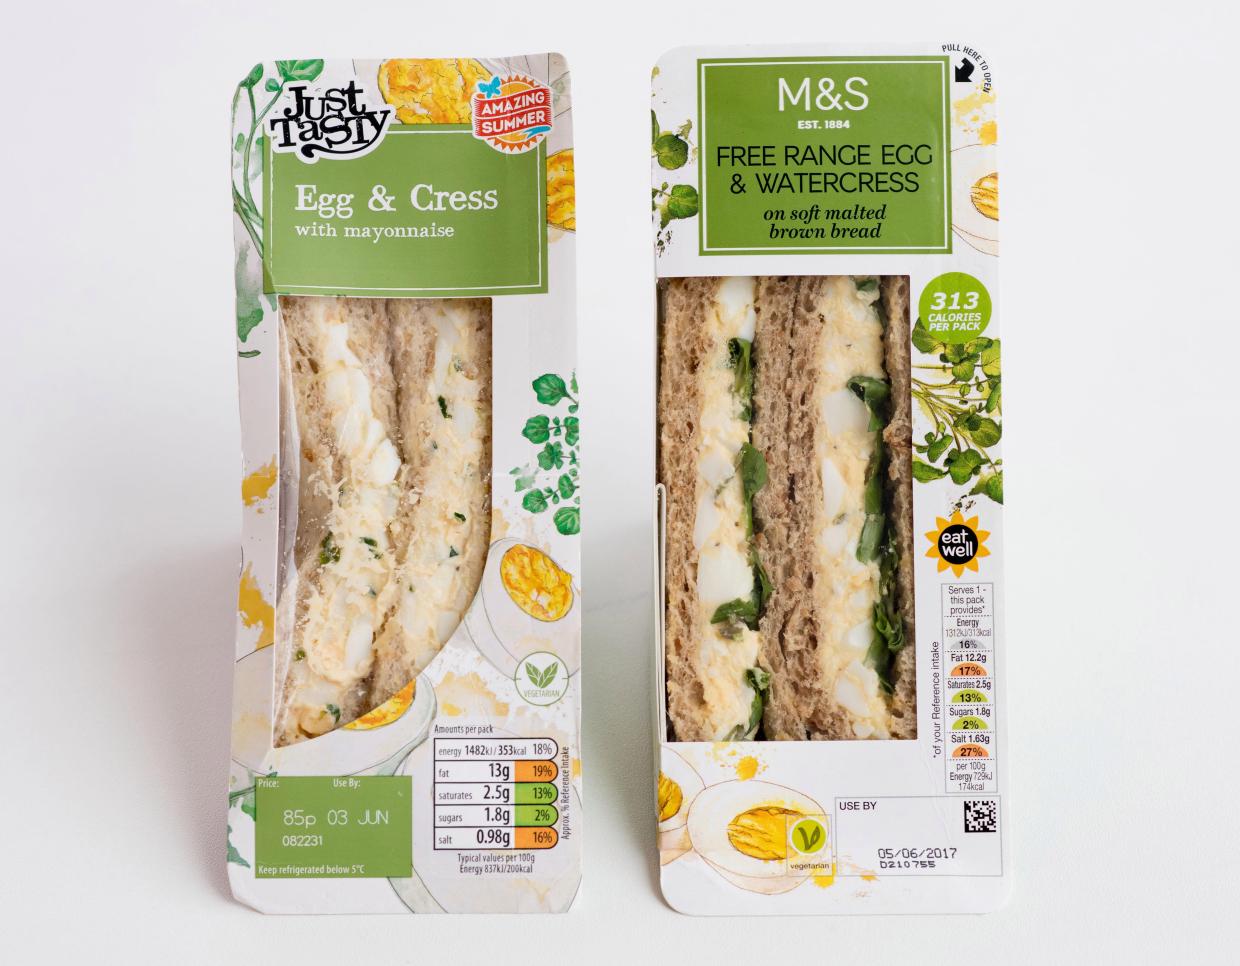 Just
Tasty
AMAZING
SUMMER
Egg & Cress
with mayonnaise
VEGETARIAN
Amounts per pack
energy 1482kJ/353kcal 18%
fat 13g 19%
saturates 2.5g 13%
sugars 1.8g 2%
salt 0.98g 16%
Approx. % Reference Intake
Typical values per 100g
Energy 837kJ/200kcal
Price: Use By:
85p 03 JUN
082231
Keep refrigerated below 5°C
PULL HERE TO OPEN
M&S
EST. 1884
FREE RANGE EGG
& WATERCRESS
on soft malted
brown bread
313
CALORIES
PER PACK
eat
well
Serves 1 -
this pack
provides*
Energy
1312kJ/313kcal
16%
Fat 12.2g
17%
Saturates 2.5g
13%
Sugars 1.8g
2%
Salt 1.63g
27%
per 100g
Energy 729kJ
174kcal
*of your Reference intake
USE BY
05/06/2017
D210755
V
vegetarian